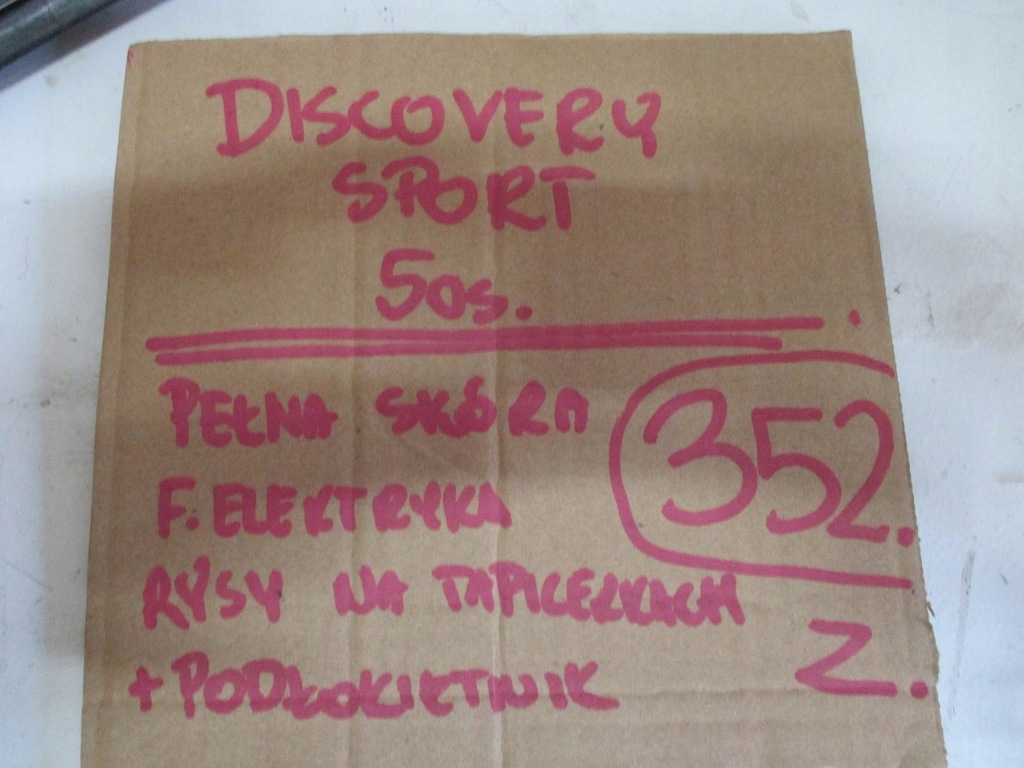 DISCOVERY
SPORT
5os.
PEŁNA SKÓRA
352.
F. ELEKTRYKA
RYSY NA TAPICERKACH
Z.
+ PODŁOKIETNIK